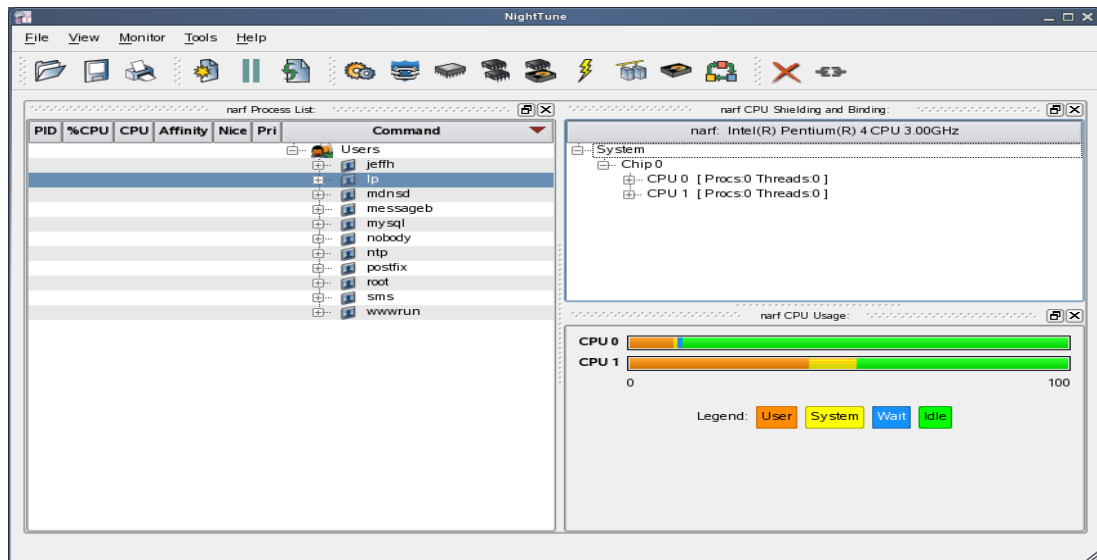 NightTune
File View Monitor Tools Help
narf Process List:
PID %CPU CPU Affinity Nice Pri Command
Users
jeffh
lp
mdnsd
messageb
mysql
nobody
ntp
postfix
root
sms
wwwrun
narf CPU Shielding and Binding:
narf: Intel(R) Pentium(R) 4 CPU 3.00GHz
System
Chip 0
CPU 0 [ Procs:0 Threads:0 ]
CPU 1 [ Procs:0 Threads:0 ]
narf CPU Usage:
CPU 0
CPU 1
0 100
Legend: User System Wait Idle